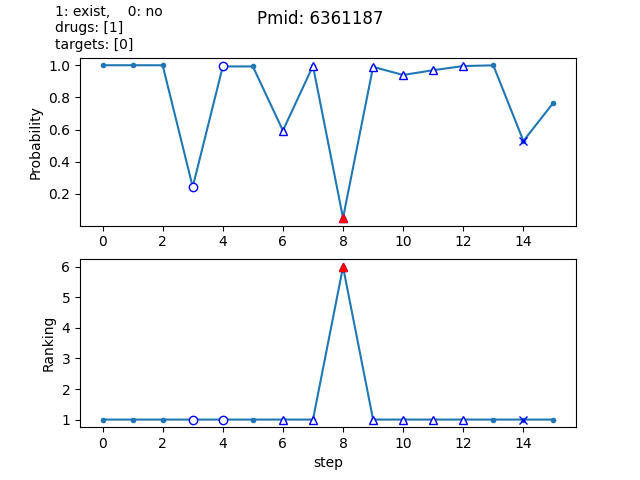 1: exist,    0: no
drugs: [1]
targets: [0]
Pmid: 6361187
Probability
1.0
0.8
0.6
0.4
0.2
0 2 4 6 8 10 12 14
Ranking
6
5
4
3
2
1
0 2 4 6 8 10 12 14
step